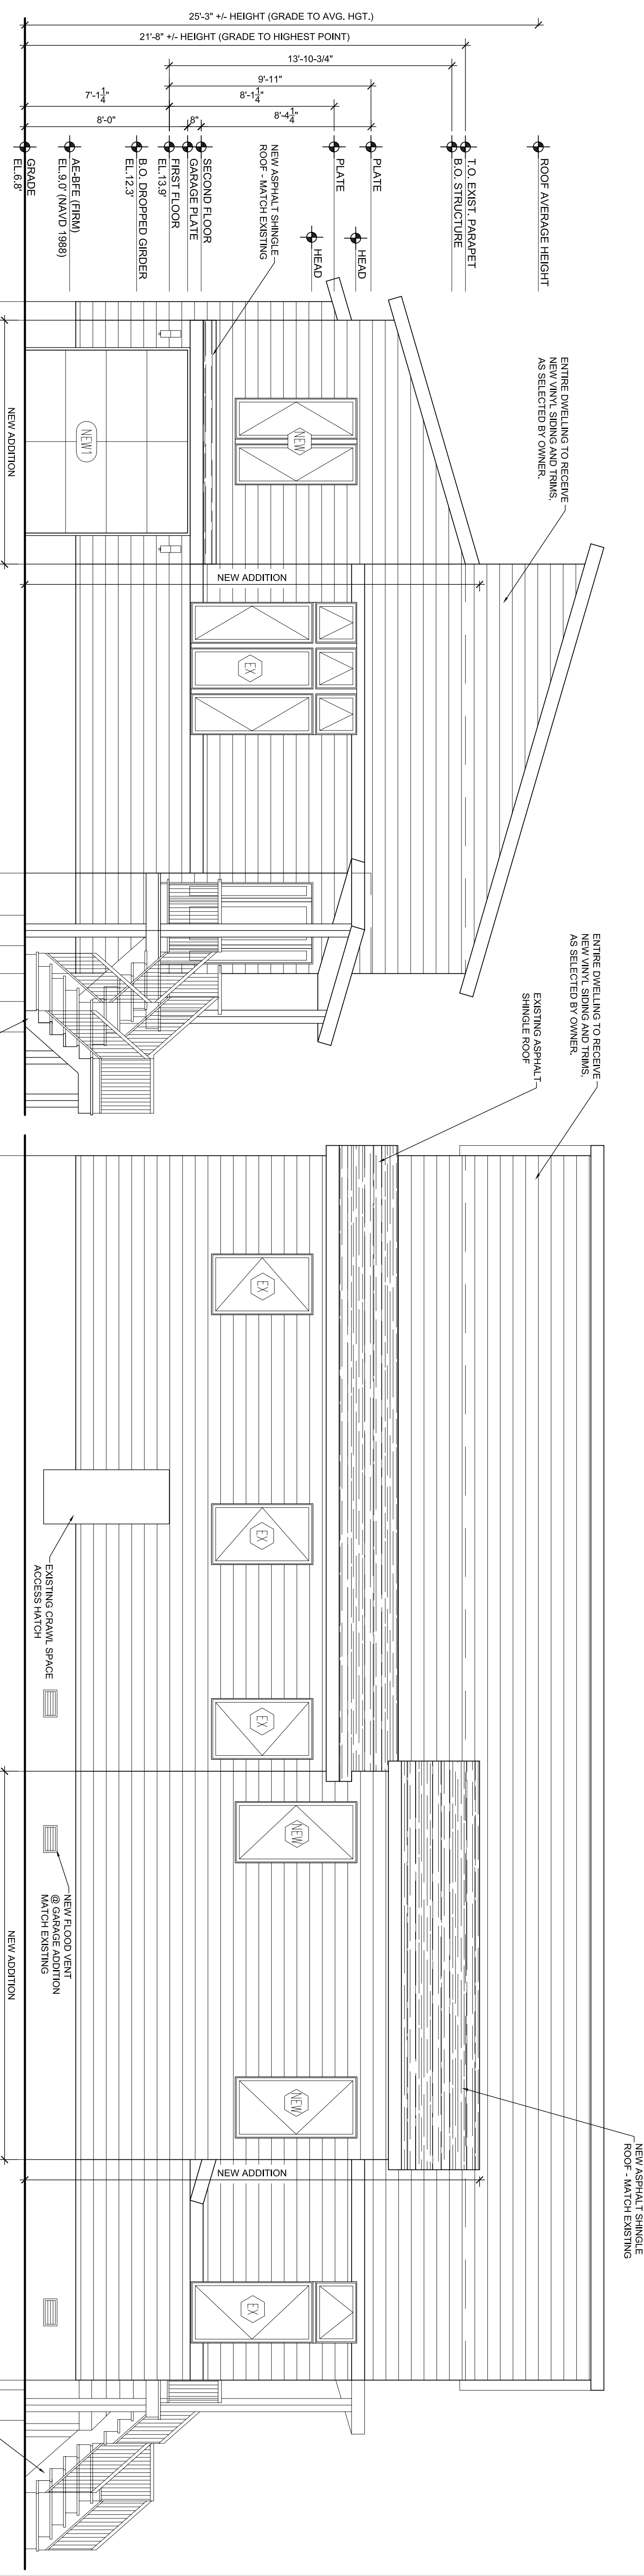 25'-3" +/- HEIGHT (GRADE TO AVG. HGT.)
21'-8" +/- HEIGHT (GRADE TO HIGHEST POINT)
13'-10-3/4"
9'-11"
7'-1 1/4"
8'-1 1/4"
8'-0"
8"
8'-4 1/4"
ROOF AVERAGE HEIGHT
T.O. EXIST. PARAPET
B.O. STRUCTURE
PLATE
PLATE
HEAD
HEAD
SECOND FLOOR
GARAGE PLATE
FIRST FLOOR
EL.13.9'
B.O. DROPPED GIRDER
EL.12.3'
AE-BFE (FIRM)
EL.9.0' (NAVD 1988)
GRADE
EL.6.8'
NEW ASPHALT SHINGLE
ROOF - MATCH EXISTING
ENTIRE DWELLING TO RECEIVE
NEW VINYL SIDING AND TRIMS,
AS SELECTED BY OWNER.
NEW
NEW1
NEW ADDITION
NEW ADDITION
EX
ENTIRE DWELLING TO RECEIVE
NEW VINYL SIDING AND TRIMS,
AS SELECTED BY OWNER.
EXISTING ASPHALT
SHINGLE ROOF
EX
EX
EX
EXISTING CRAWL SPACE
ACCESS HATCH
NEW
NEW
NEW FLOOD VENT
@ GARAGE ADDITION
MATCH EXISTING
NEW ADDITION
NEW ASPHALT SHINGLE
ROOF - MATCH EXISTING
NEW ADDITION
EX